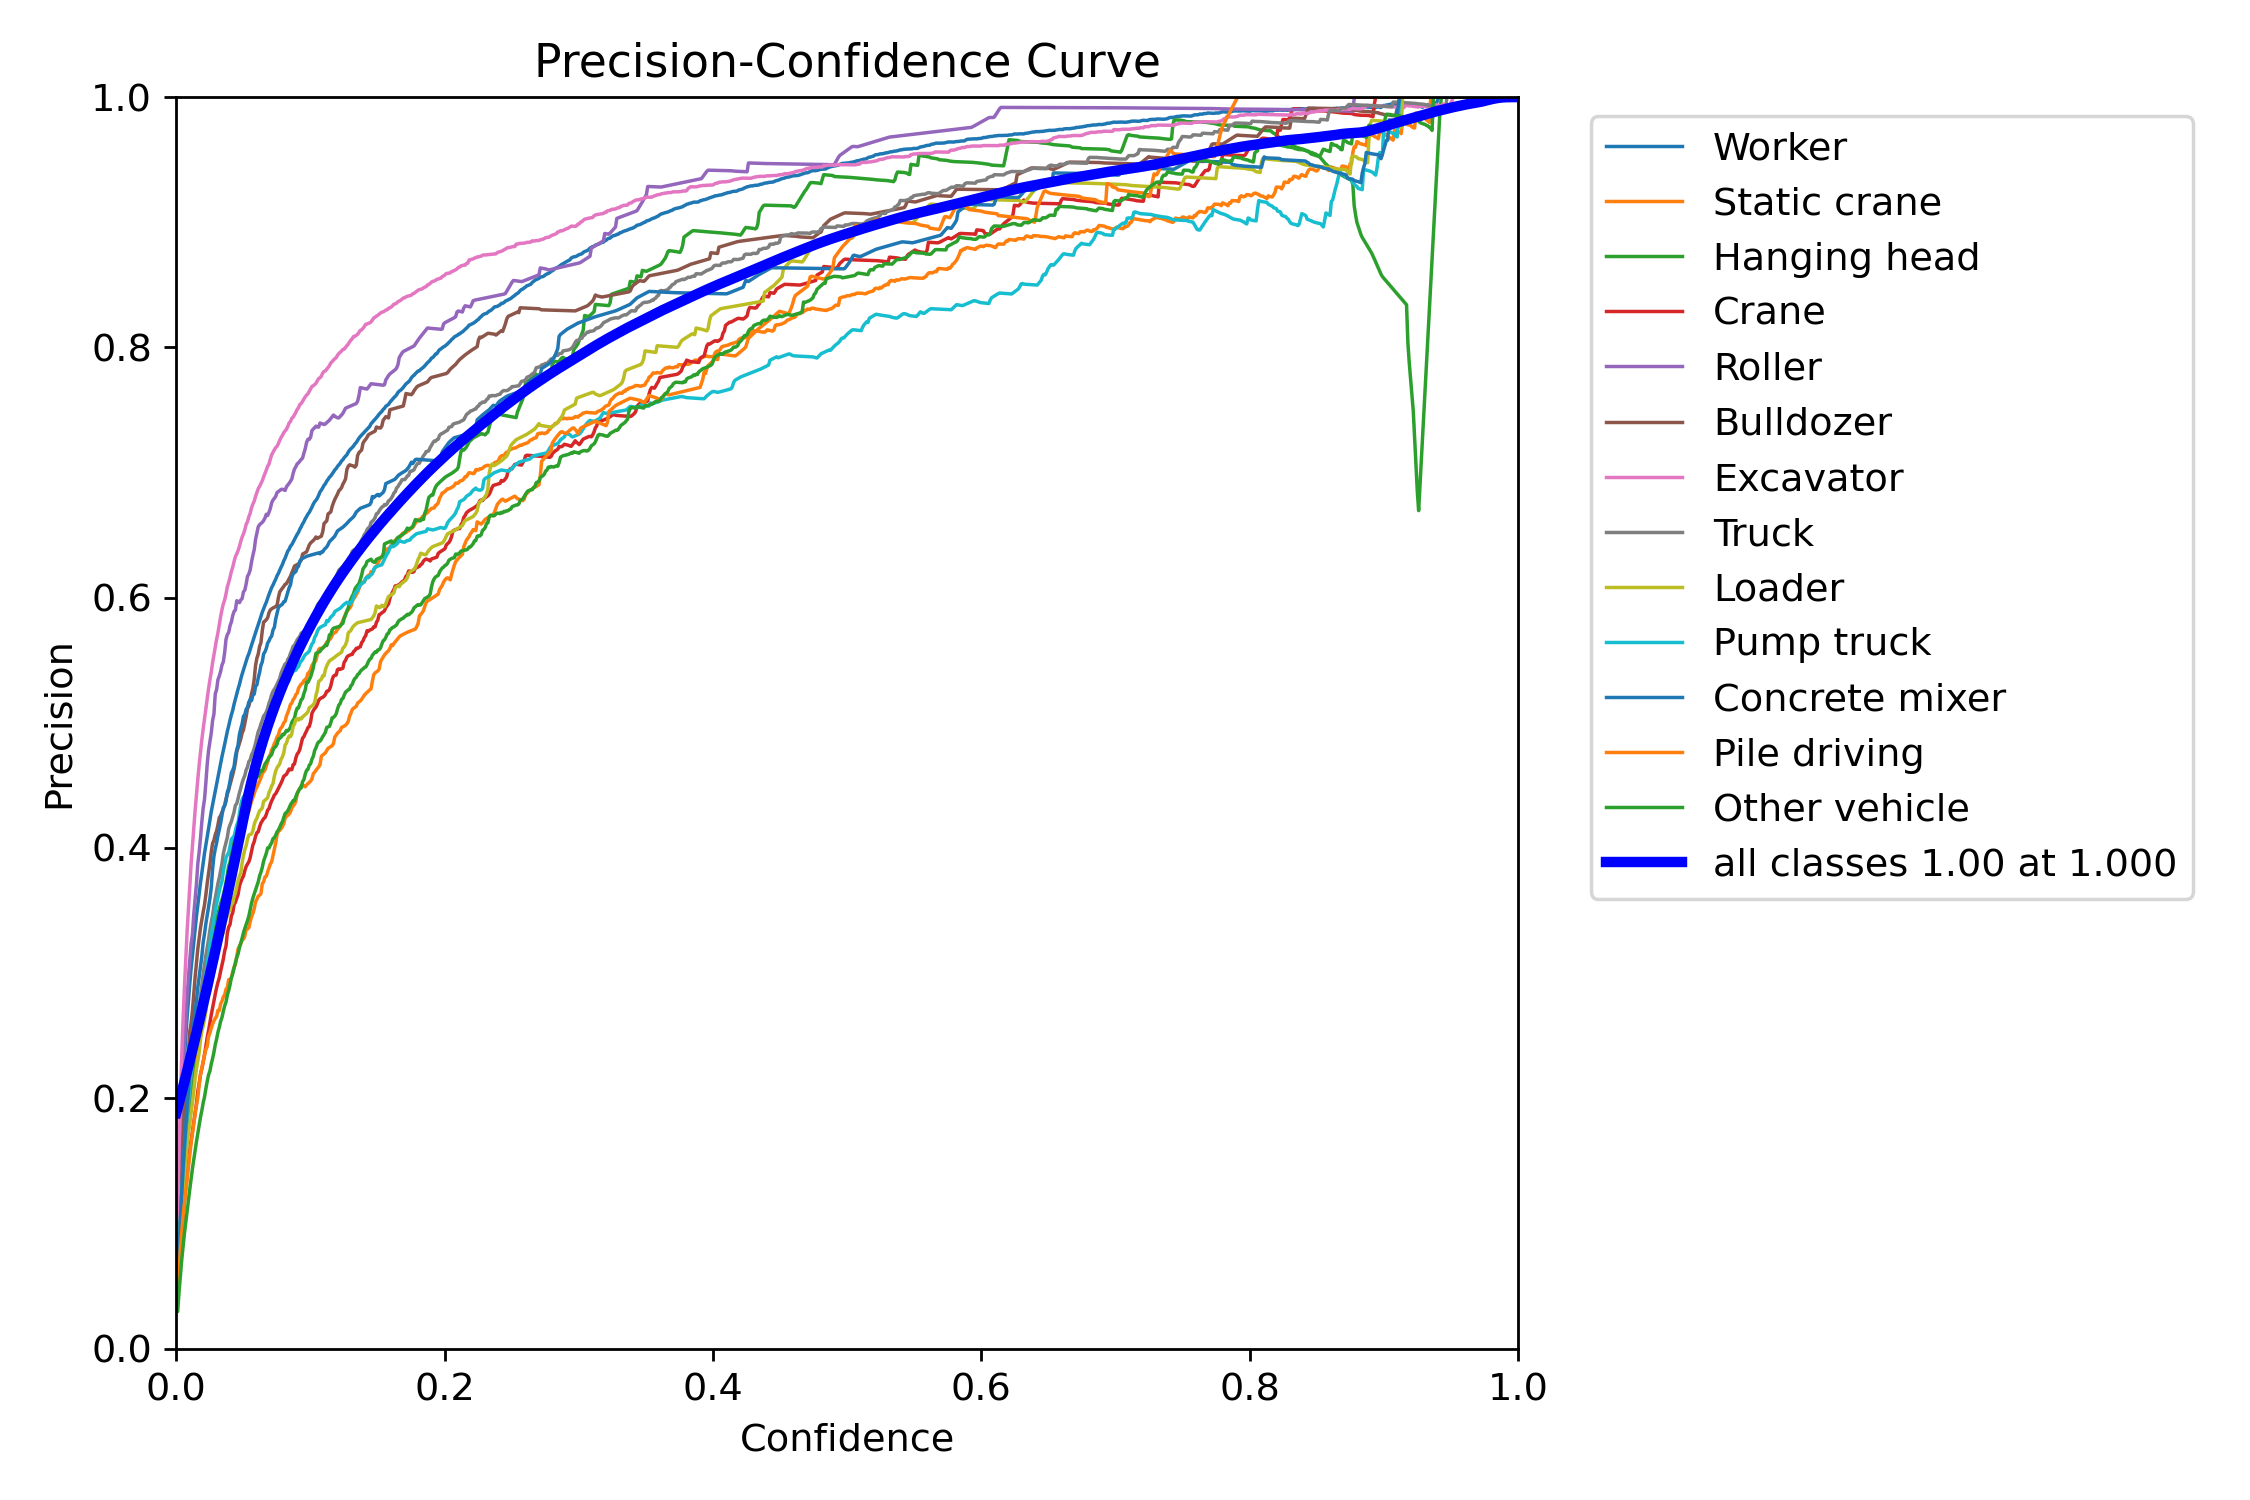 Precision-Confidence Curve
1.0
0.8
0.6
0.4
0.2
0.0
Precision
0.0 0.2 0.4 0.6 0.8 1.0
Confidence
Worker
Static crane
Hanging head
Crane
Roller
Bulldozer
Excavator
Truck
Loader
Pump truck
Concrete mixer
Pile driving
Other vehicle
all classes 1.00 at 1.000